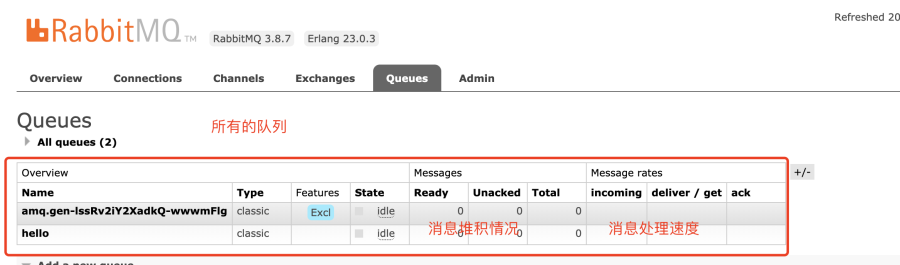 Refreshed 20
RabbitMQ TM RabbitMQ 3.8.7 Erlang 23.0.3
Overview Connections Channels Exchanges Queues Admin
Queues
所有的队列
All queues (2)
Overview Messages Message rates +/-
Name Type Features State Ready Unacked Total incoming deliver / get ack
amq.gen-lssRv2iY2XadkQ-wwwmFlg classic Excl idle 0 0 0
消息堆积情况 消息处理速度
hello classic idle 0 0 0
Add a new queue